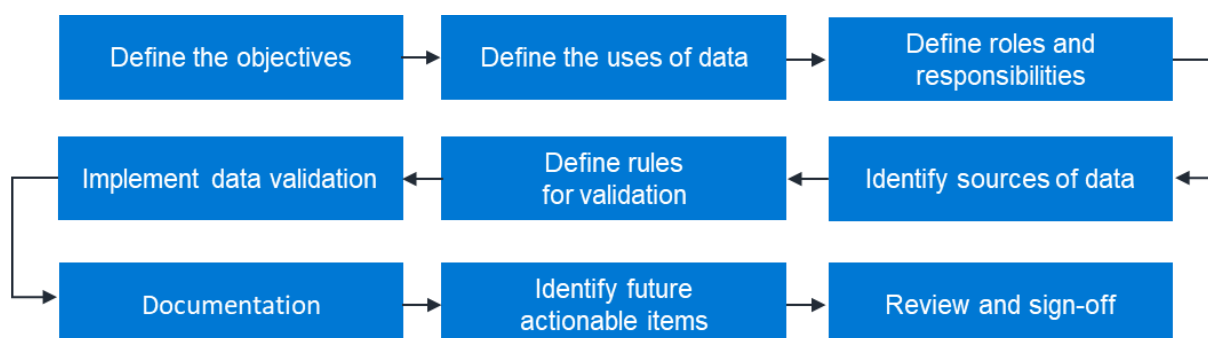 Define the objectives
Define the uses of data
Define roles and
responsibilities
Identify sources of data
Define rules
for validation
Implement data validation
Documentation
Identify future
actionable items
Review and sign-off